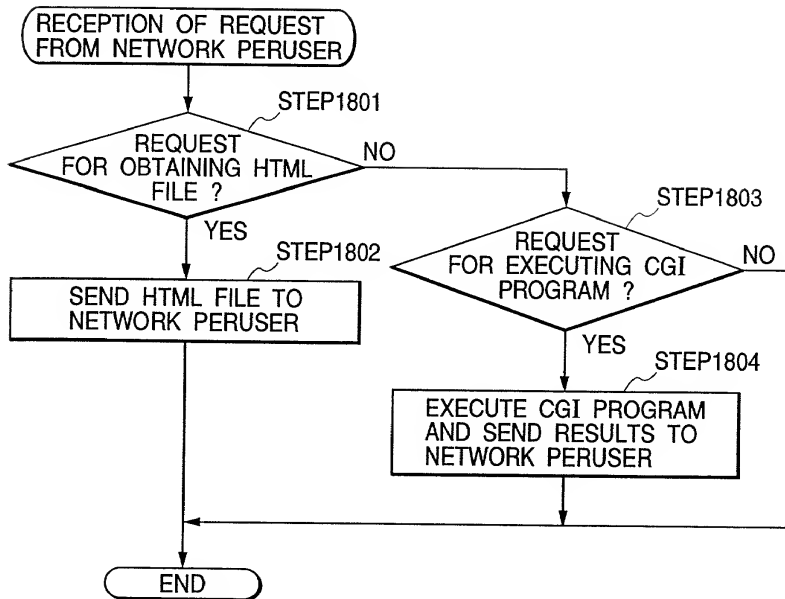 RECEPTION OF REQUEST
FROM NETWORK PERUSER
STEP1801
REQUEST
FOR OBTAINING HTML
FILE ?
NO
YES
STEP1802
SEND HTML FILE TO
NETWORK PERUSER
STEP1803
REQUEST
FOR EXECUTING CGI
PROGRAM ?
NO
YES
STEP1804
EXECUTE CGI PROGRAM
AND SEND RESULTS TO
NETWORK PERUSER
END